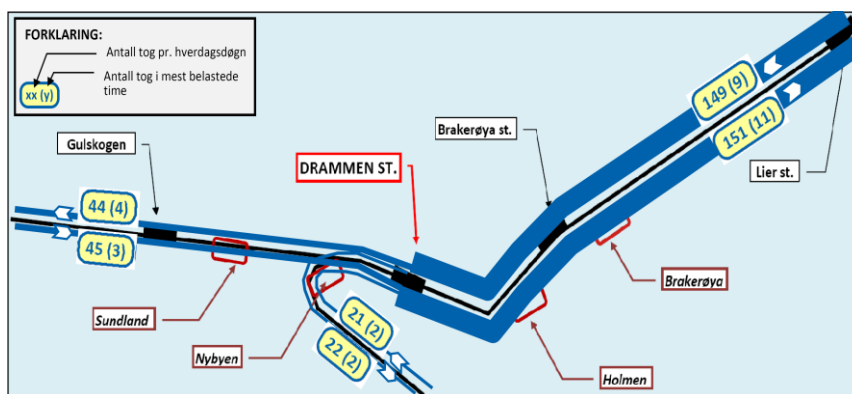 FORKLARING:
Antall tog pr. hverdagsdøgn
Antall tog i mest belastede
time
xx (y)
Gulskogen
DRAMMEN ST.
Brakerøya st.
149 (9)
151 (11)
Lier st.
44 (4)
45 (3)
Sundland
Nybyen
21 (2)
22 (2)
Brakerøya
Holmen